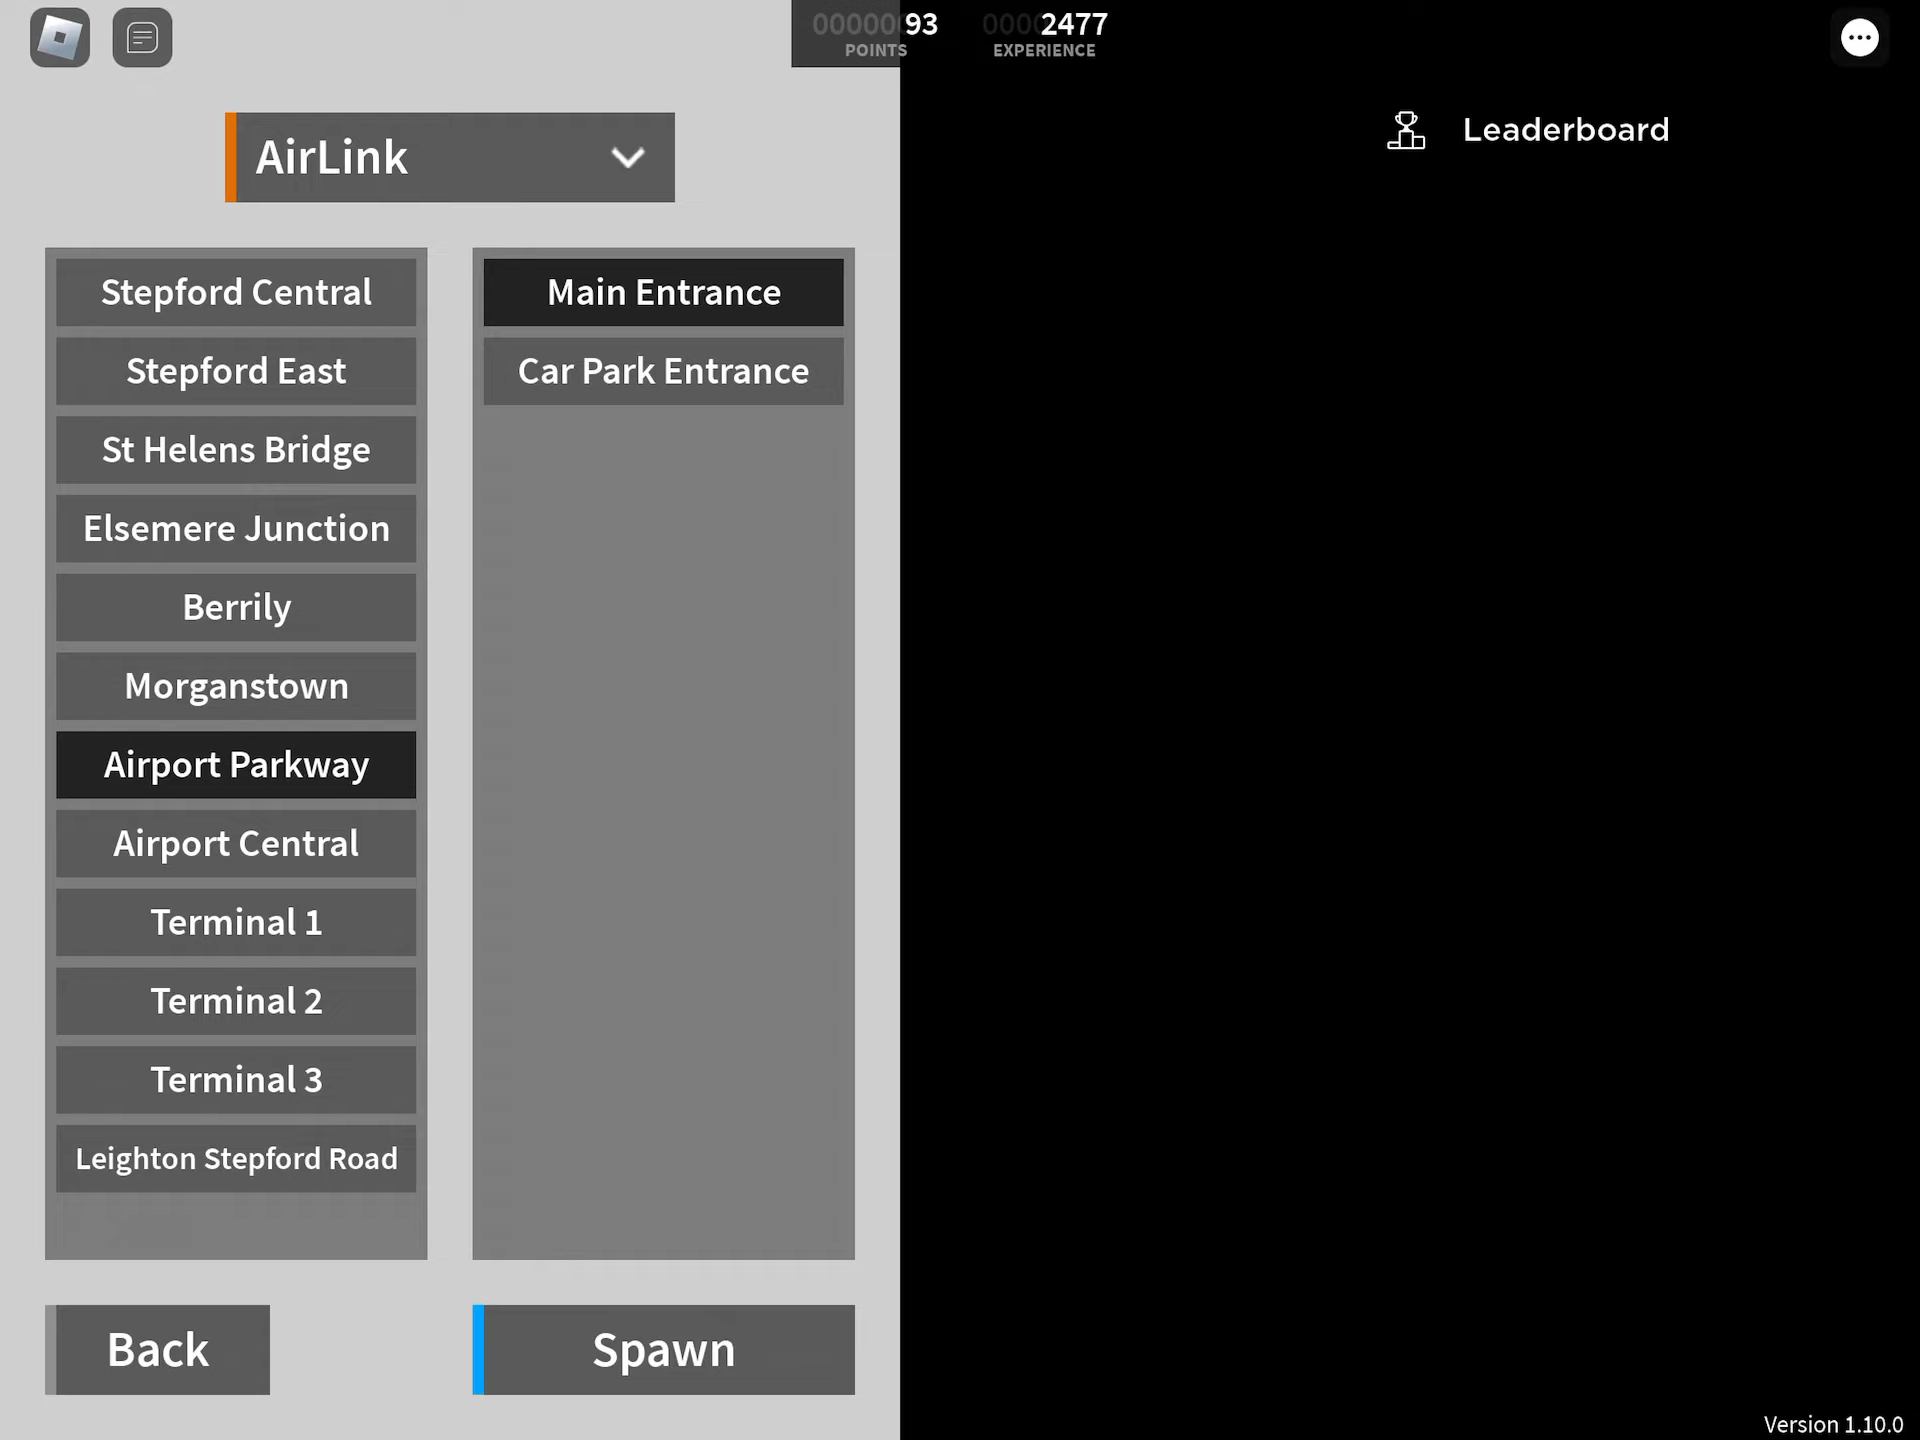 0000093
POINTS
00002477
EXPERIENCE
AirLink
Leaderboard
Stepford Central
Stepford East
St Helens Bridge
Elsemere Junction
Berrily
Morganstown
Airport Parkway
Airport Central
Terminal 1
Terminal 2
Terminal 3
Leighton Stepford Road
Main Entrance
Car Park Entrance
Back
Spawn
Version 1.10.0